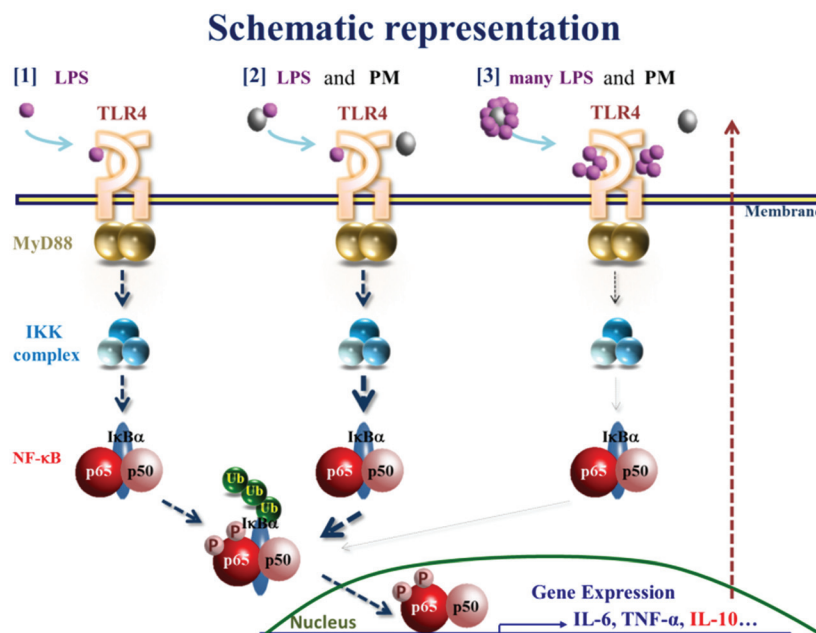 Schematic representation
[1] LPS
[2] LPS and PM
[3] many LPS and PM
TLR4
TLR4
TLR4
Membrane
MyD88
IKK
complex
IκBα
IκBα
IκBα
NF-κB
p65 p50
p65 p50
p65 p50
Ub
Ub
Ub
IκBα
P
P
p65 p50
P
P
p65 p50
Gene Expression
Nucleus
IL-6, TNF-α, IL-10...